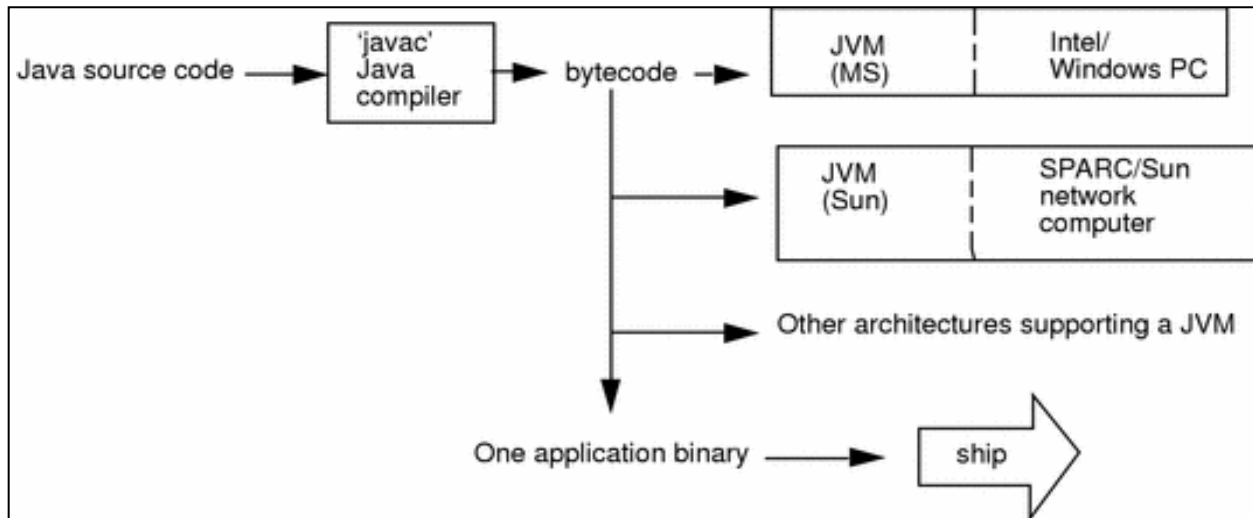 Java source code
'javac'
Java
compiler
bytecode
JVM
(MS)
Intel/
Windows PC
JVM
(Sun)
SPARC/Sun
network
computer
Other architectures supporting a JVM
One application binary
ship